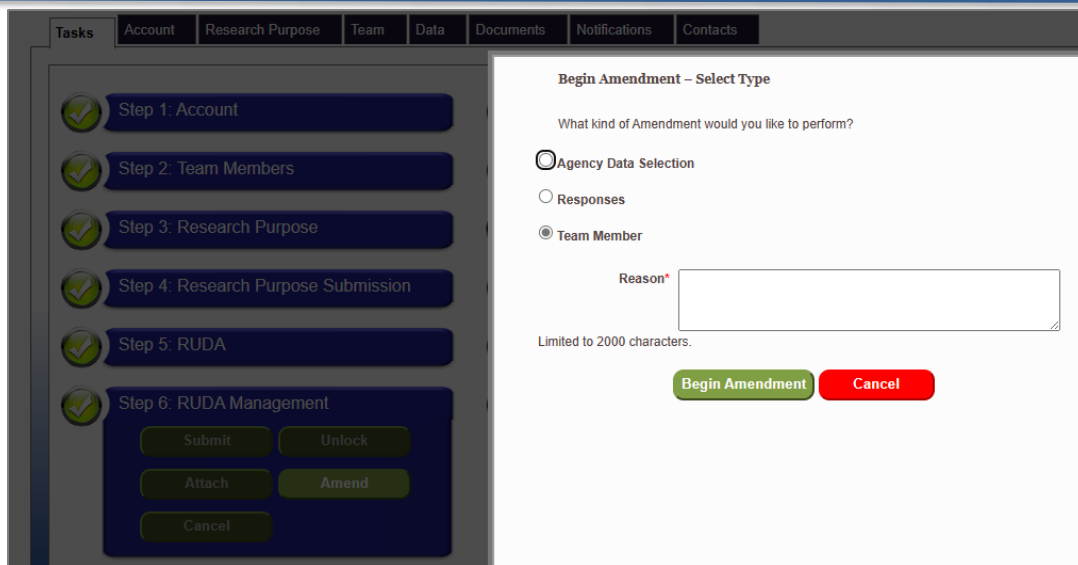 Tasks Account Research Purpose Team Data Documents Notifications Contacts
Step 1: Account
Step 2: Team Members
Step 3: Research Purpose
Step 4: Research Purpose Submission
Step 5: RUDA
Step 6: RUDA Management
Submit Unlock
Attach Amend
Cancel
Begin Amendment – Select Type
What kind of Amendment would you like to perform?
Agency Data Selection
Responses
Team Member
Reason*
Limited to 2000 characters.
Begin Amendment Cancel